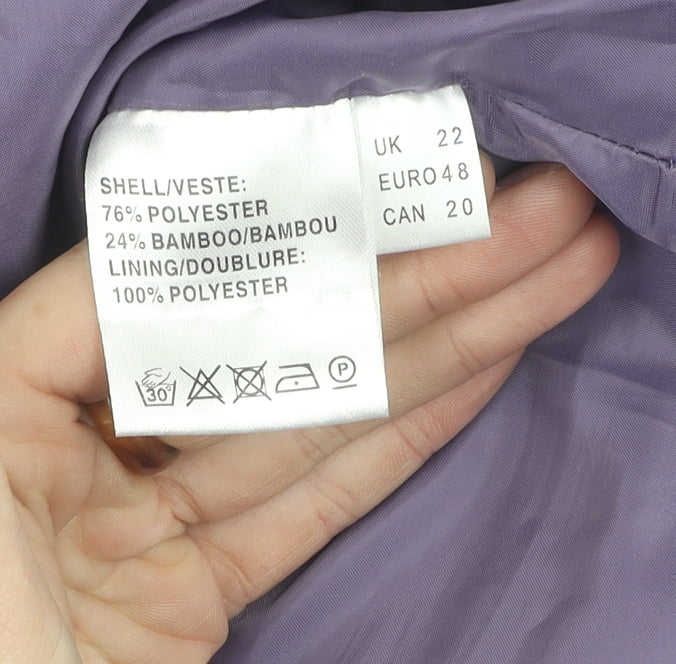 SHELL/VESTE:
76% POLYESTER
24% BAMBOO/BAMBOU
LINING/DOUBLURE:
100% POLYESTER
30°
P
UK 22
EURO 48
CAN 20